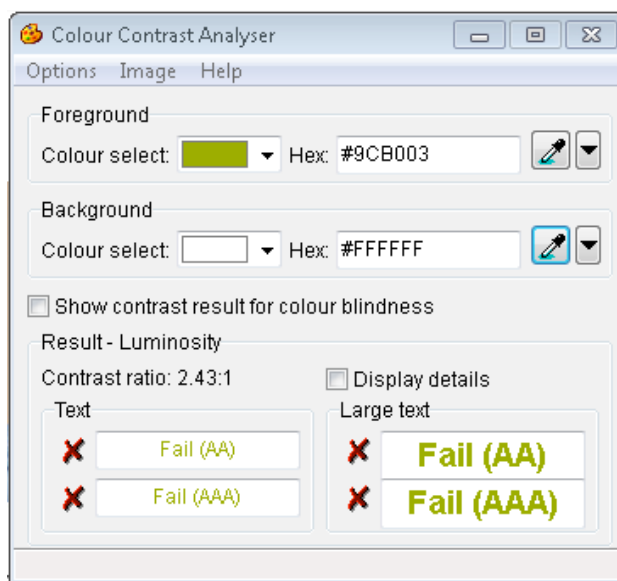 Colour Contrast Analyser
Options Image Help
Foreground
Colour select: Hex: #9CB003
Background
Colour select: Hex: #FFFFFF
Show contrast result for colour blindness
Result - Luminosity
Contrast ratio: 2.43:1 Display details
Text Large text
Fail (AA) Fail (AA)
Fail (AAA) Fail (AAA)